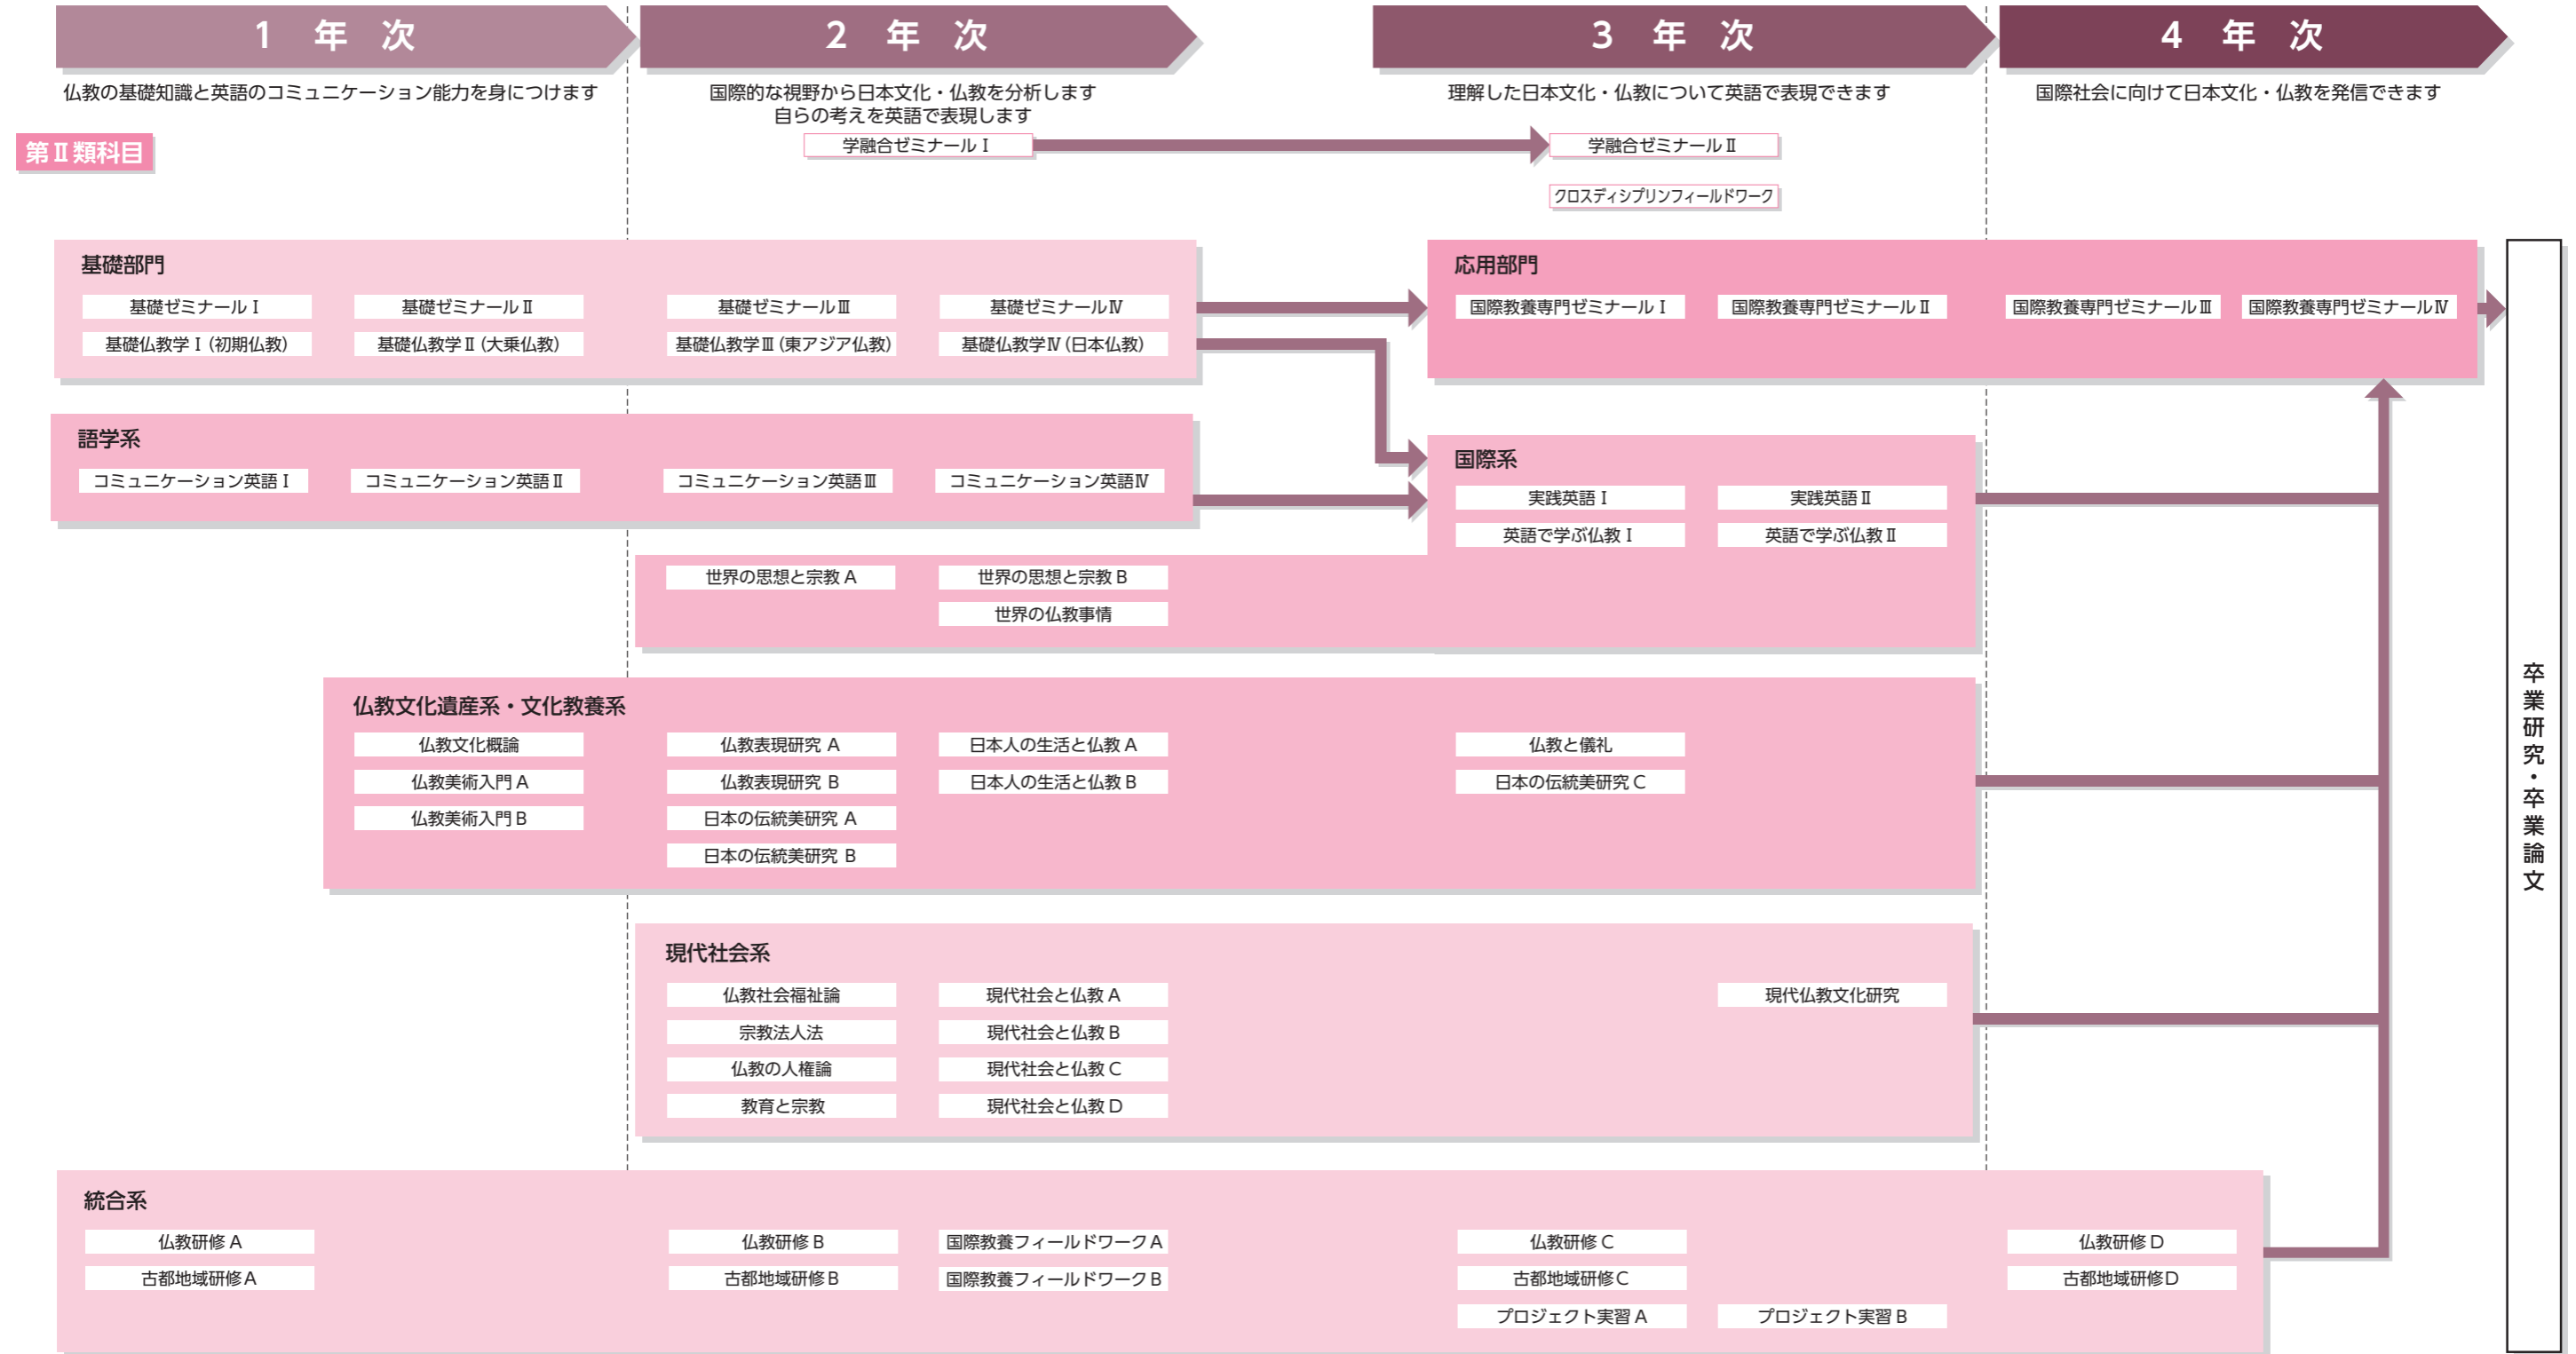 1 年 次
2 年 次
3 年 次
4 年 次
仏教の基礎知識と英語のコミュニケーション能力を身につけます
国際的な視野から日本文化・仏教を分析します
自らの考えを英語で表現します
理解した日本文化・仏教について英語で表現できます
国際社会に向けて日本文化・仏教を発信できます
第Ⅱ類科目
学融合ゼミナールⅠ
学融合ゼミナールⅡ
クロスディシプリンフィールドワーク
基礎部門
基礎ゼミナールⅠ
基礎ゼミナールⅡ
基礎ゼミナールⅢ
基礎ゼミナールⅣ
基礎仏教学Ⅰ(初期仏教)
基礎仏教学Ⅱ(大乗仏教)
基礎仏教学Ⅲ(東アジア仏教)
基礎仏教学Ⅳ(日本仏教)
応用部門
国際教養専門ゼミナールⅠ
国際教養専門ゼミナールⅡ
国際教養専門ゼミナールⅢ
国際教養専門ゼミナールⅣ
語学系
コミュニケーション英語Ⅰ
コミュニケーション英語Ⅱ
コミュニケーション英語Ⅲ
コミュニケーション英語Ⅳ
国際系
実践英語Ⅰ
実践英語Ⅱ
英語で学ぶ仏教Ⅰ
英語で学ぶ仏教Ⅱ
世界の思想と宗教 A
世界の思想と宗教 B
世界の仏教事情
仏教文化遺産系・文化教養系
仏教文化概論
仏教表現研究 A
日本人の生活と仏教 A
仏教と儀礼
仏教美術入門 A
仏教表現研究 B
日本人の生活と仏教 B
日本の伝統美研究 C
仏教美術入門 B
日本の伝統美研究 A
日本の伝統美研究 B
現代社会系
仏教社会福祉論
現代社会と仏教 A
現代仏教文化研究
宗教法人法
現代社会と仏教 B
仏教の人権論
現代社会と仏教 C
教育と宗教
現代社会と仏教 D
統合系
仏教研修 A
仏教研修 B
国際教養フィールドワーク A
仏教研修 C
仏教研修 D
古都地域研修 A
古都地域研修 B
国際教養フィールドワーク B
古都地域研修 C
古都地域研修 D
プロジェクト実習 A
プロジェクト実習 B
卒業研究・卒業論文